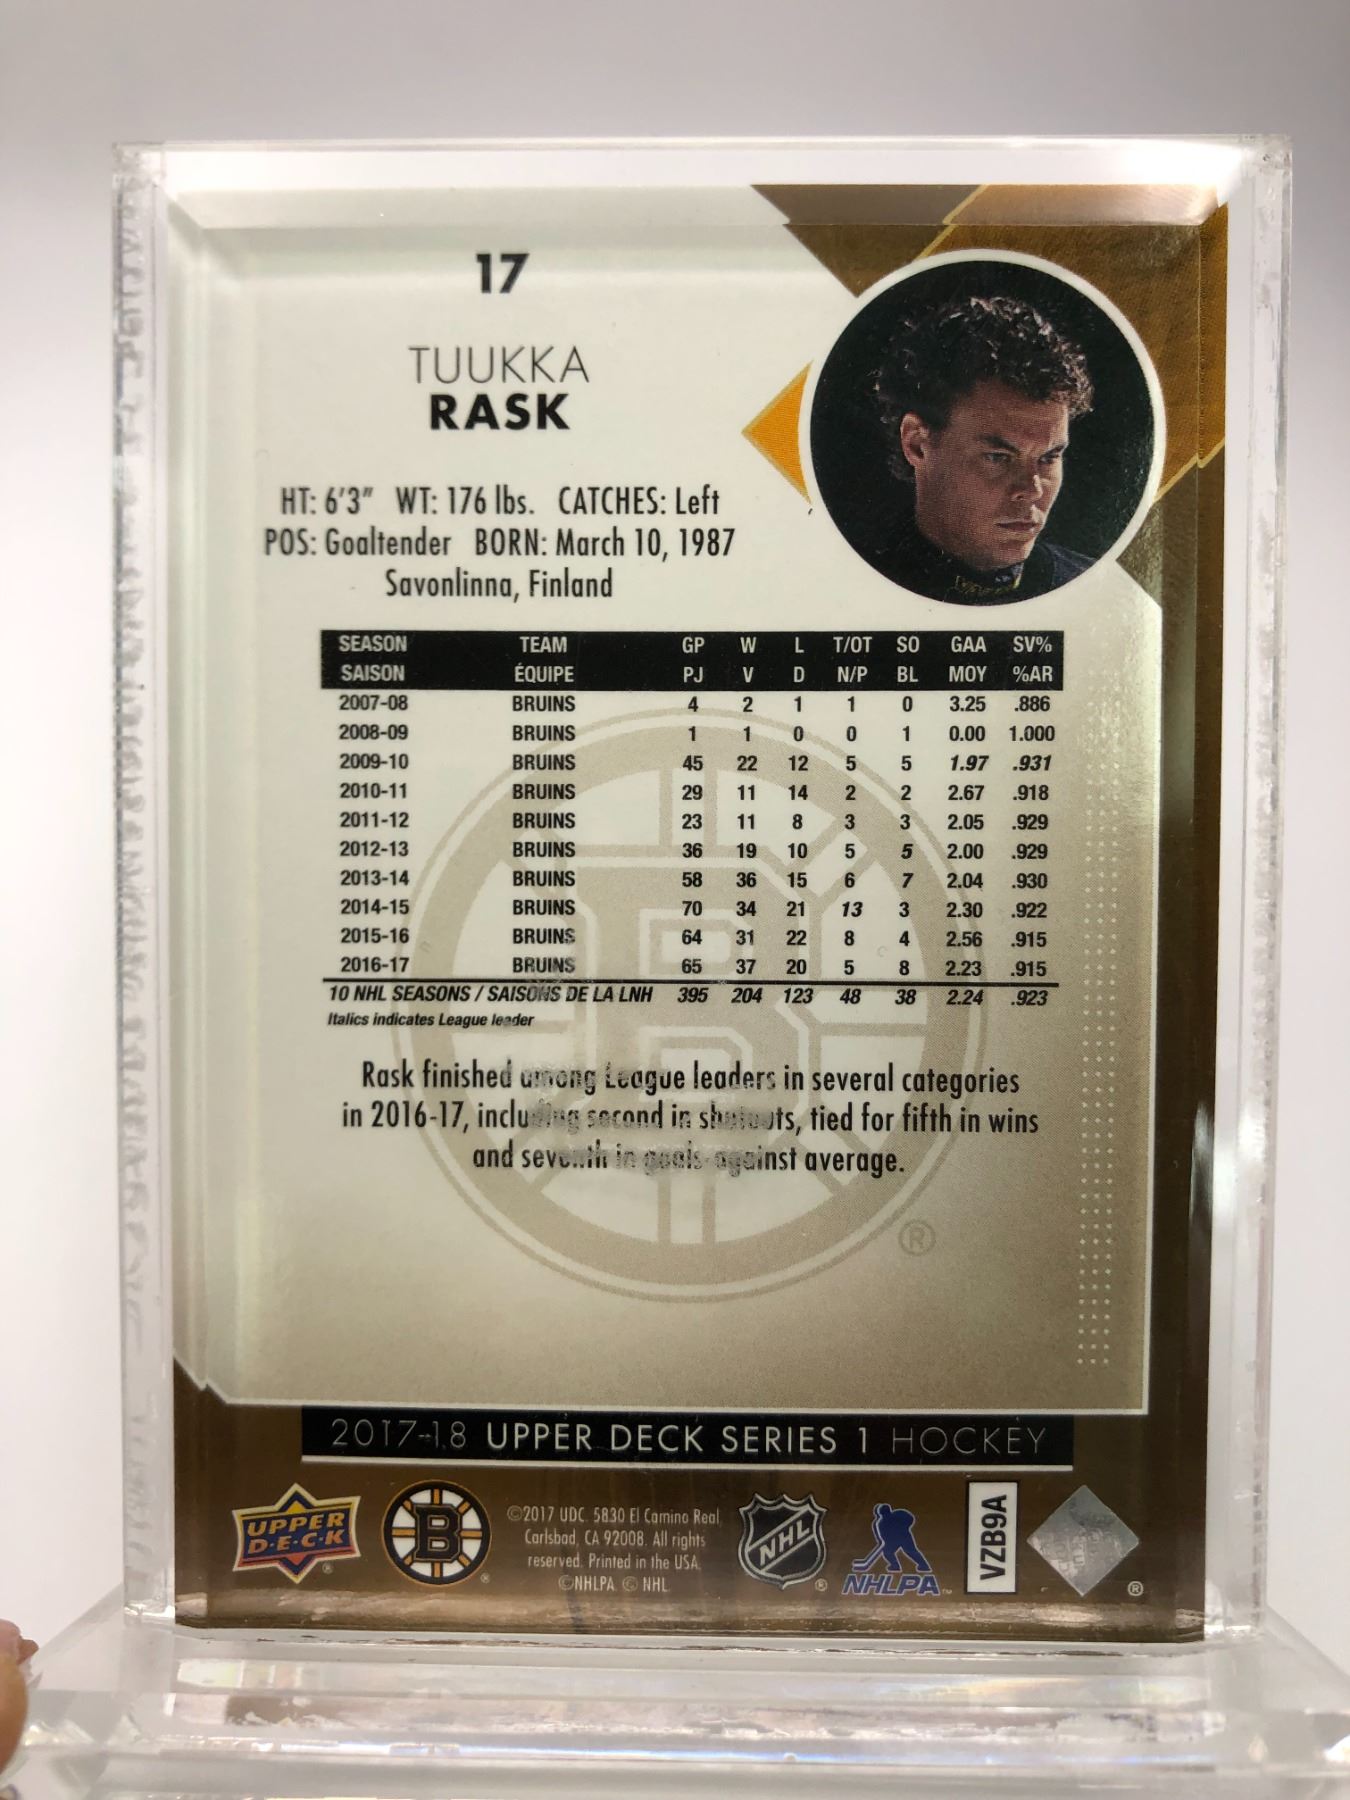 17
TUUKKA
RASK
HT: 6'3" WT: 176 lbs. CATCHES: Left
POS: Goaltender BORN: March 10, 1987
Savonlinna, Finland
SEASON TEAM GP W L T/OT SO GAA SV%
SAISON ÉQUIPE PJ V D N/P BL MOY %AR
2007-08 BRUINS 4 2 1 1 0 3.25 .886
2008-09 BRUINS 1 1 0 0 1 0.00 1.000
2009-10 BRUINS 45 22 12 5 5 1.97 .931
2010-11 BRUINS 29 11 14 2 2 2.67 .918
2011-12 BRUINS 23 11 8 3 3 2.05 .929
2012-13 BRUINS 36 19 10 5 5 2.00 .929
2013-14 BRUINS 58 36 15 6 7 2.04 .930
2014-15 BRUINS 70 34 21 13 3 2.30 .922
2015-16 BRUINS 64 31 22 8 4 2.56 .915
2016-17 BRUINS 65 37 20 5 8 2.23 .915
10 NHL SEASONS / SAISONS DE LA LNH 395 204 123 48 38 2.24 .923
Italics indicates League leader
Rask finished among League leaders in several categories
in 2016-17, including second in shutouts, tied for fifth in wins
and seventh in goals-against average.
B
®
2017-18 UPPER DECK SERIES 1 HOCKEY
UPPER
D•E•C•K
®
B
®
©2017 UDC. 5830 El Camino Real,
Carlsbad, CA 92008. All rights
reserved. Printed in the USA.
©NHLPA. © NHL.
NHL
®
NHLPA™
VZB9A
®